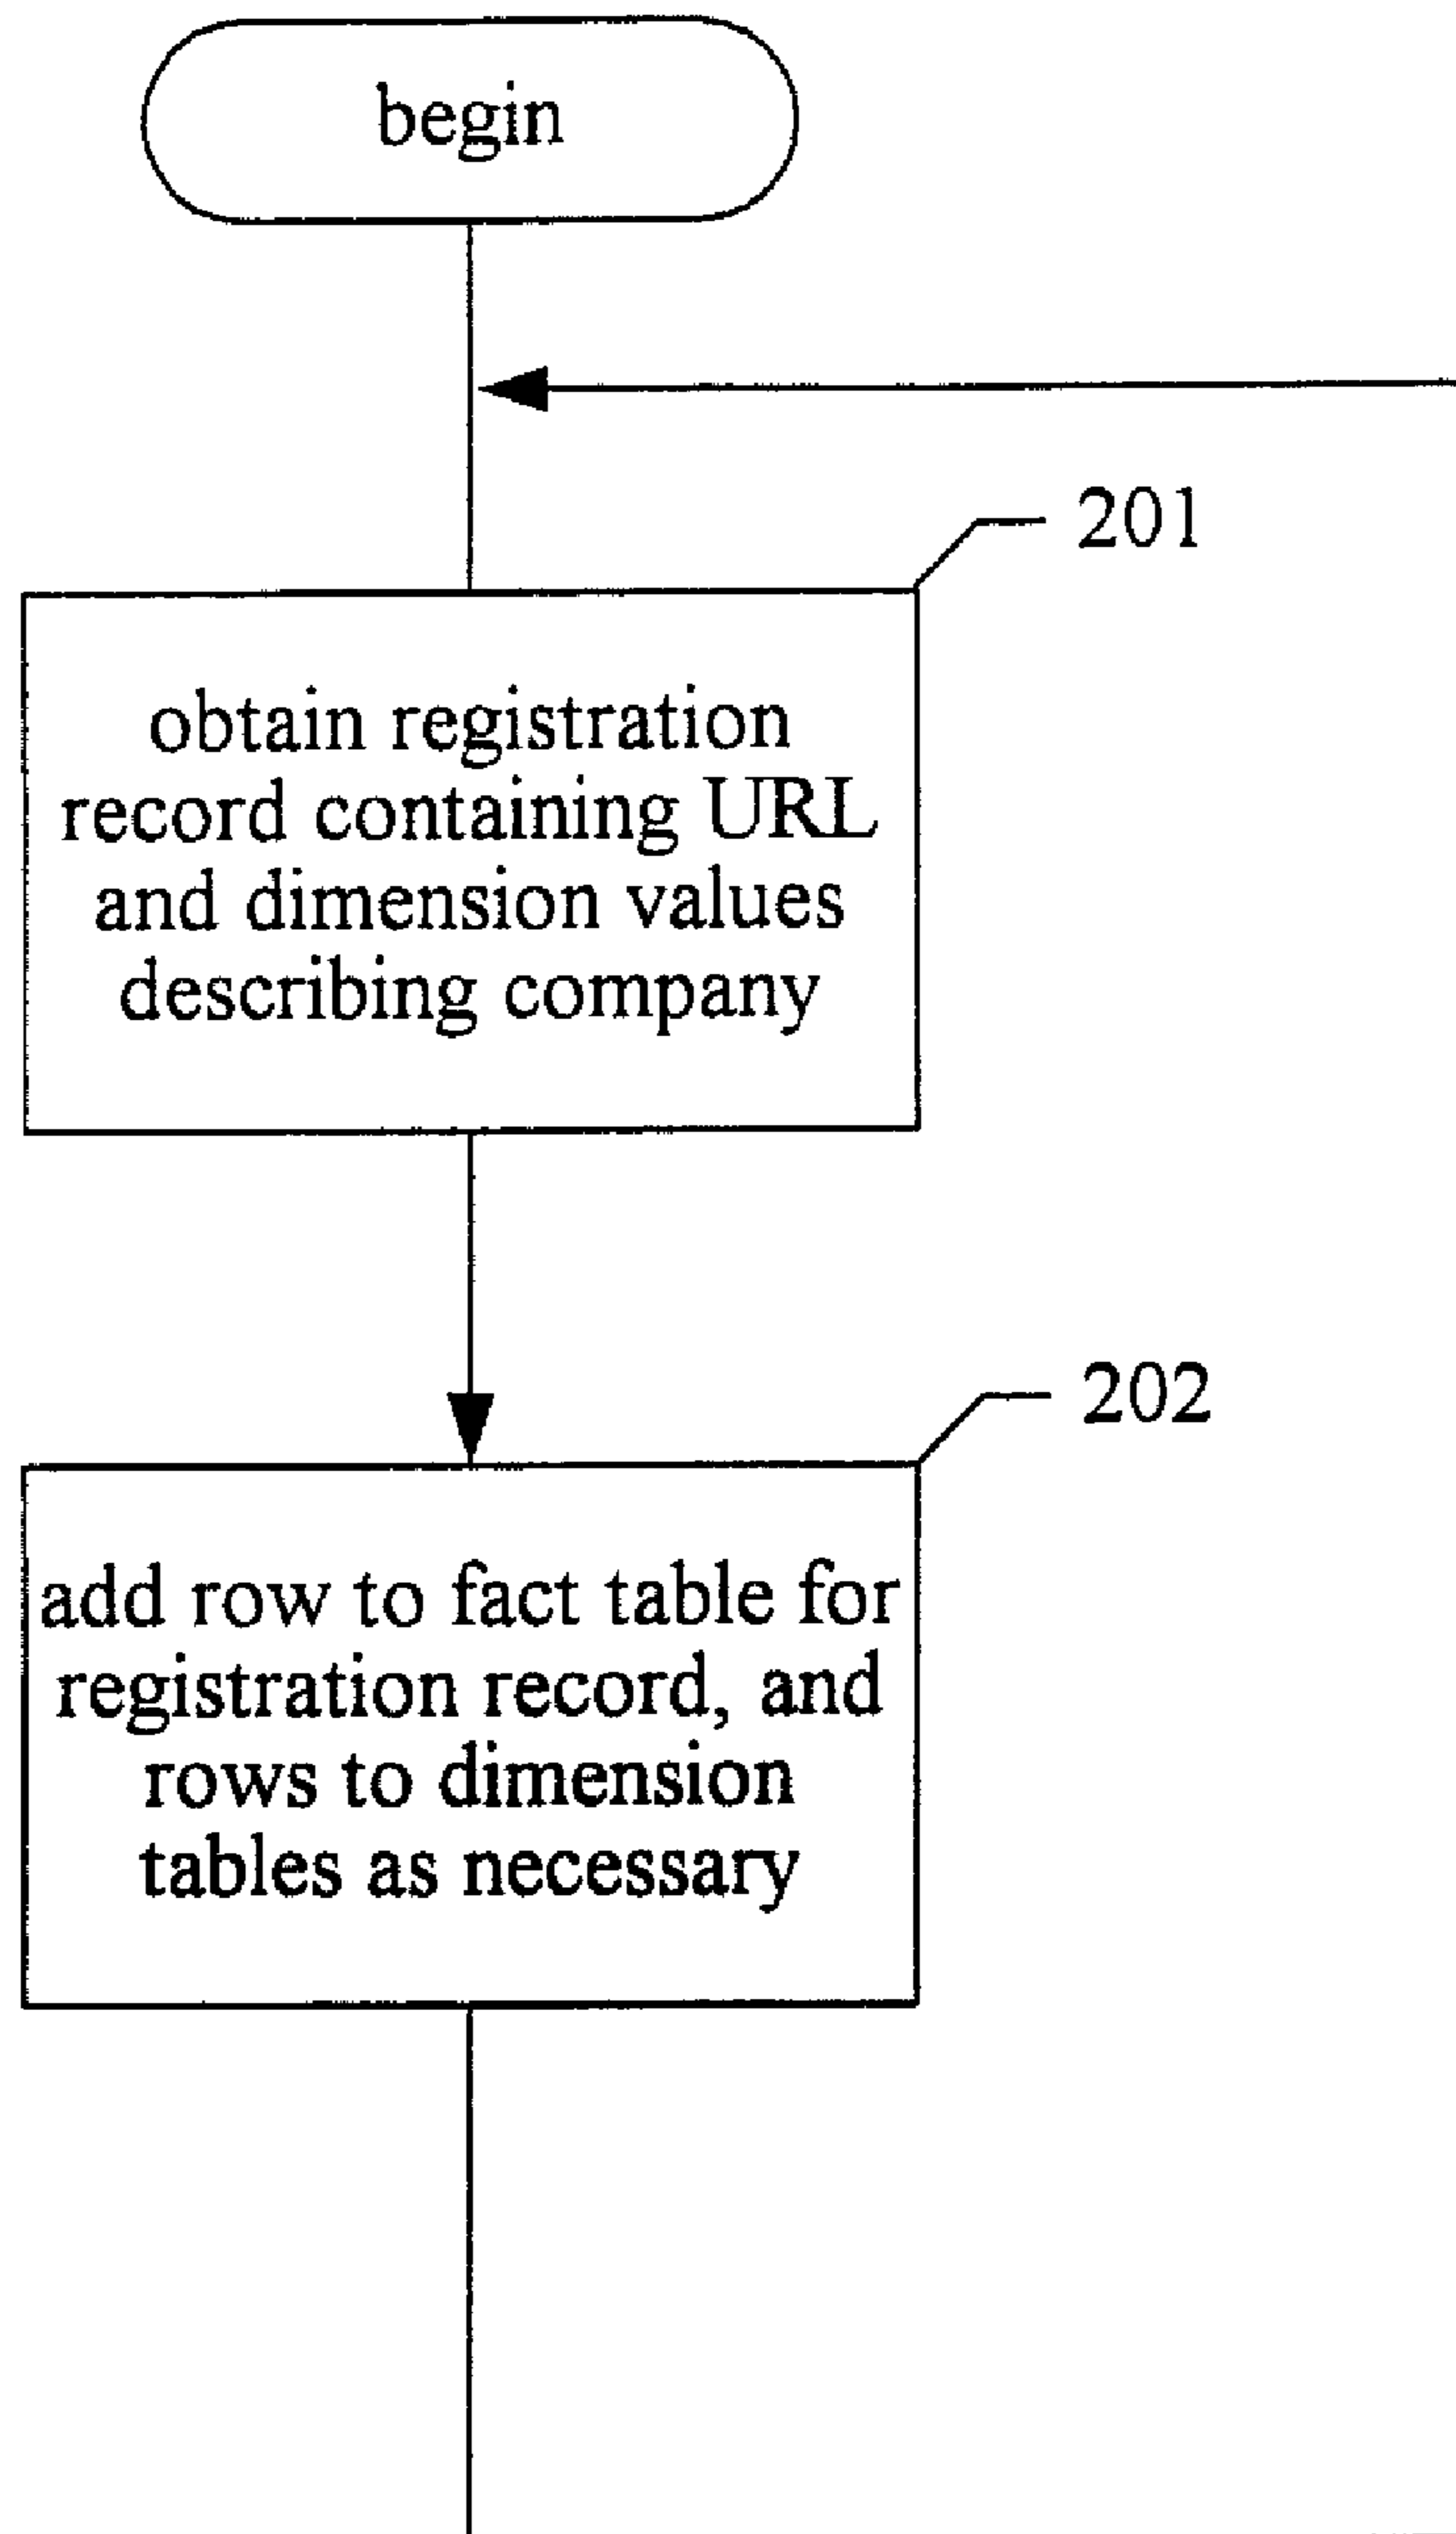 begin
201
obtain registration
record containing URL
and dimension values
describing company
202
add row to fact table for
registration record, and
rows to dimension
tables as necessary